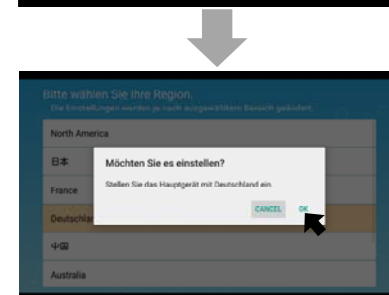 Bitte wählen Sie Ihre Region.
Die Einstellungen werden je nach ausgewähltem Bereich geändert.
North America
日本
Möchten Sie es einstellen?
France
Stellen Sie das Hauptgerät mit Deutschland ein.
CANCEL
OK
Deutschlan
中国
Australia